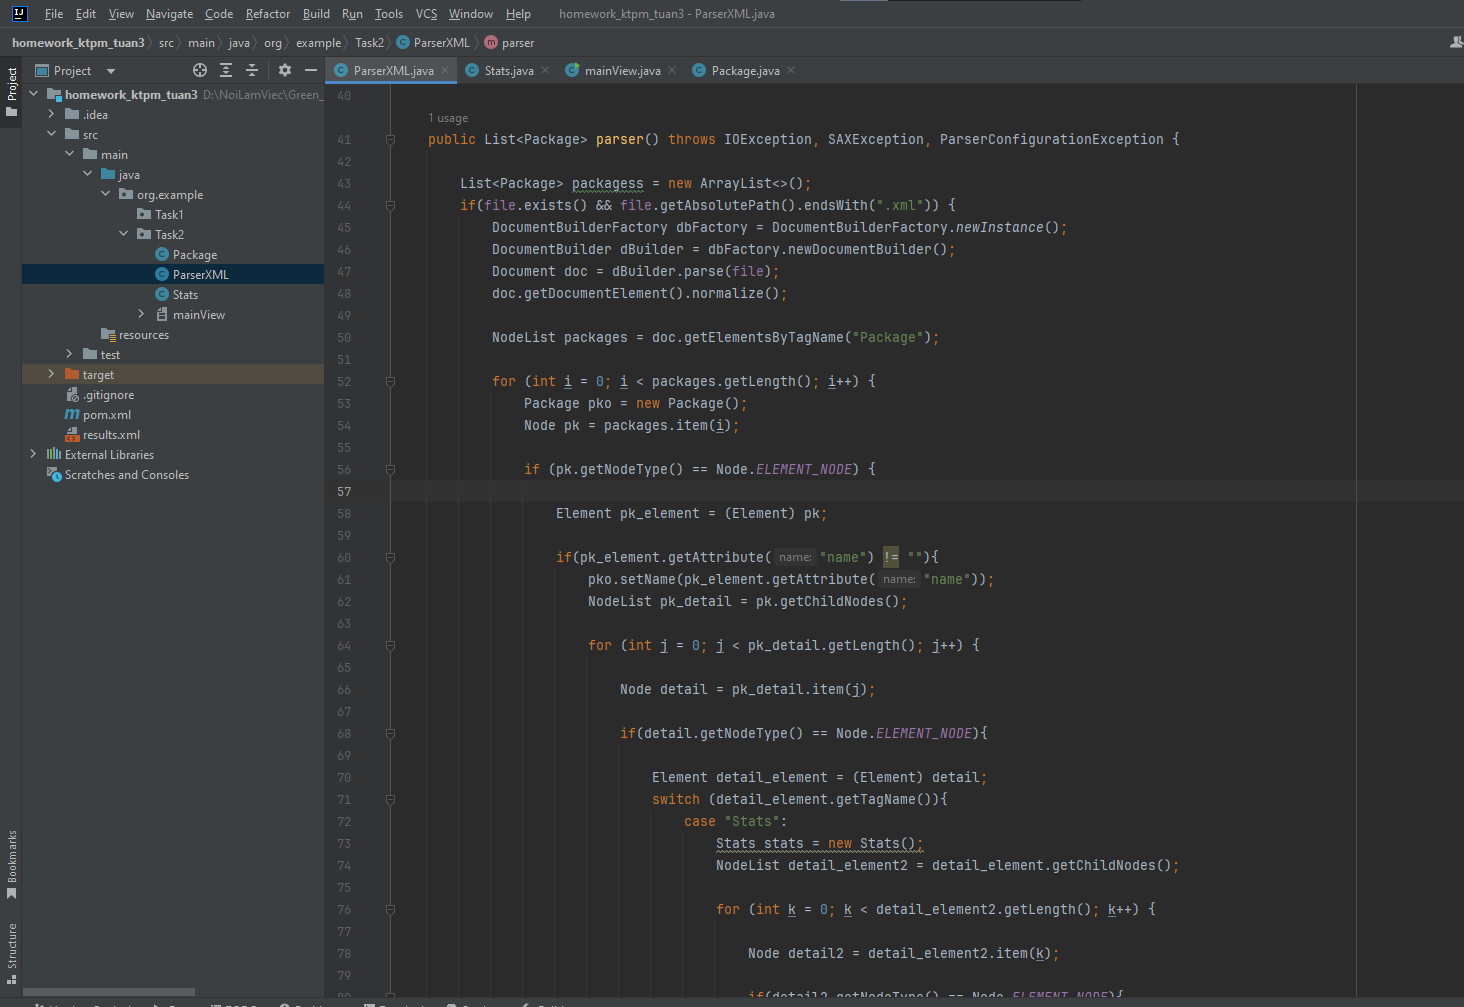 IJ File Edit View Navigate Code Refactor Build Run Tools VCS Window Help homework_ktpm_tuan3 - ParserXML.java
homework_ktpm_tuan3 src main java org example Task2 ParserXML parser
Project
Project
ParserXML.java Stats.java mainView.java Package.java
homework_ktpm_tuan3 D:\NoiLamViec\Green_
.idea
src
main
java
org.example
Task1
Task2
Package
ParserXML
Stats
mainView
resources
test
target
.gitignore
pom.xml
results.xml
External Libraries
Scratches and Consoles
Bookmarks
Structure
40
1 usage
41 public List<Package> parser() throws IOException, SAXException, ParserConfigurationException {
42
43 List<Package> packagess = new ArrayList<>();
44 if(file.exists() && file.getAbsolutePath().endsWith(".xml")) {
45 DocumentBuilderFactory dbFactory = DocumentBuilderFactory.newInstance();
46 DocumentBuilder dBuilder = dbFactory.newDocumentBuilder();
47 Document doc = dBuilder.parse(file);
48 doc.getDocumentElement().normalize();
49
50 NodeList packages = doc.getElementsByTagName("Package");
51
52 for (int i = 0; i < packages.getLength(); i++) {
53 Package pko = new Package();
54 Node pk = packages.item(i);
55
56 if (pk.getNodeType() == Node.ELEMENT_NODE) {
57
58 Element pk_element = (Element) pk;
59
60 if(pk_element.getAttribute( name: "name") != ""){
61 pko.setName(pk_element.getAttribute( name: "name"));
62 NodeList pk_detail = pk.getChildNodes();
63
64 for (int j = 0; j < pk_detail.getLength(); j++) {
65
66 Node detail = pk_detail.item(j);
67
68 if(detail.getNodeType() == Node.ELEMENT_NODE){
69
70 Element detail_element = (Element) detail;
71 switch (detail_element.getTagName()){
72 case "Stats":
73 Stats stats = new Stats();
74 NodeList detail_element2 = detail_element.getChildNodes();
75
76 for (int k = 0; k < detail_element2.getLength(); k++) {
77
78 Node detail2 = detail_element2.item(k);
79
80 if(detail2.getNodeType() == Node.ELEMENT_NODE){